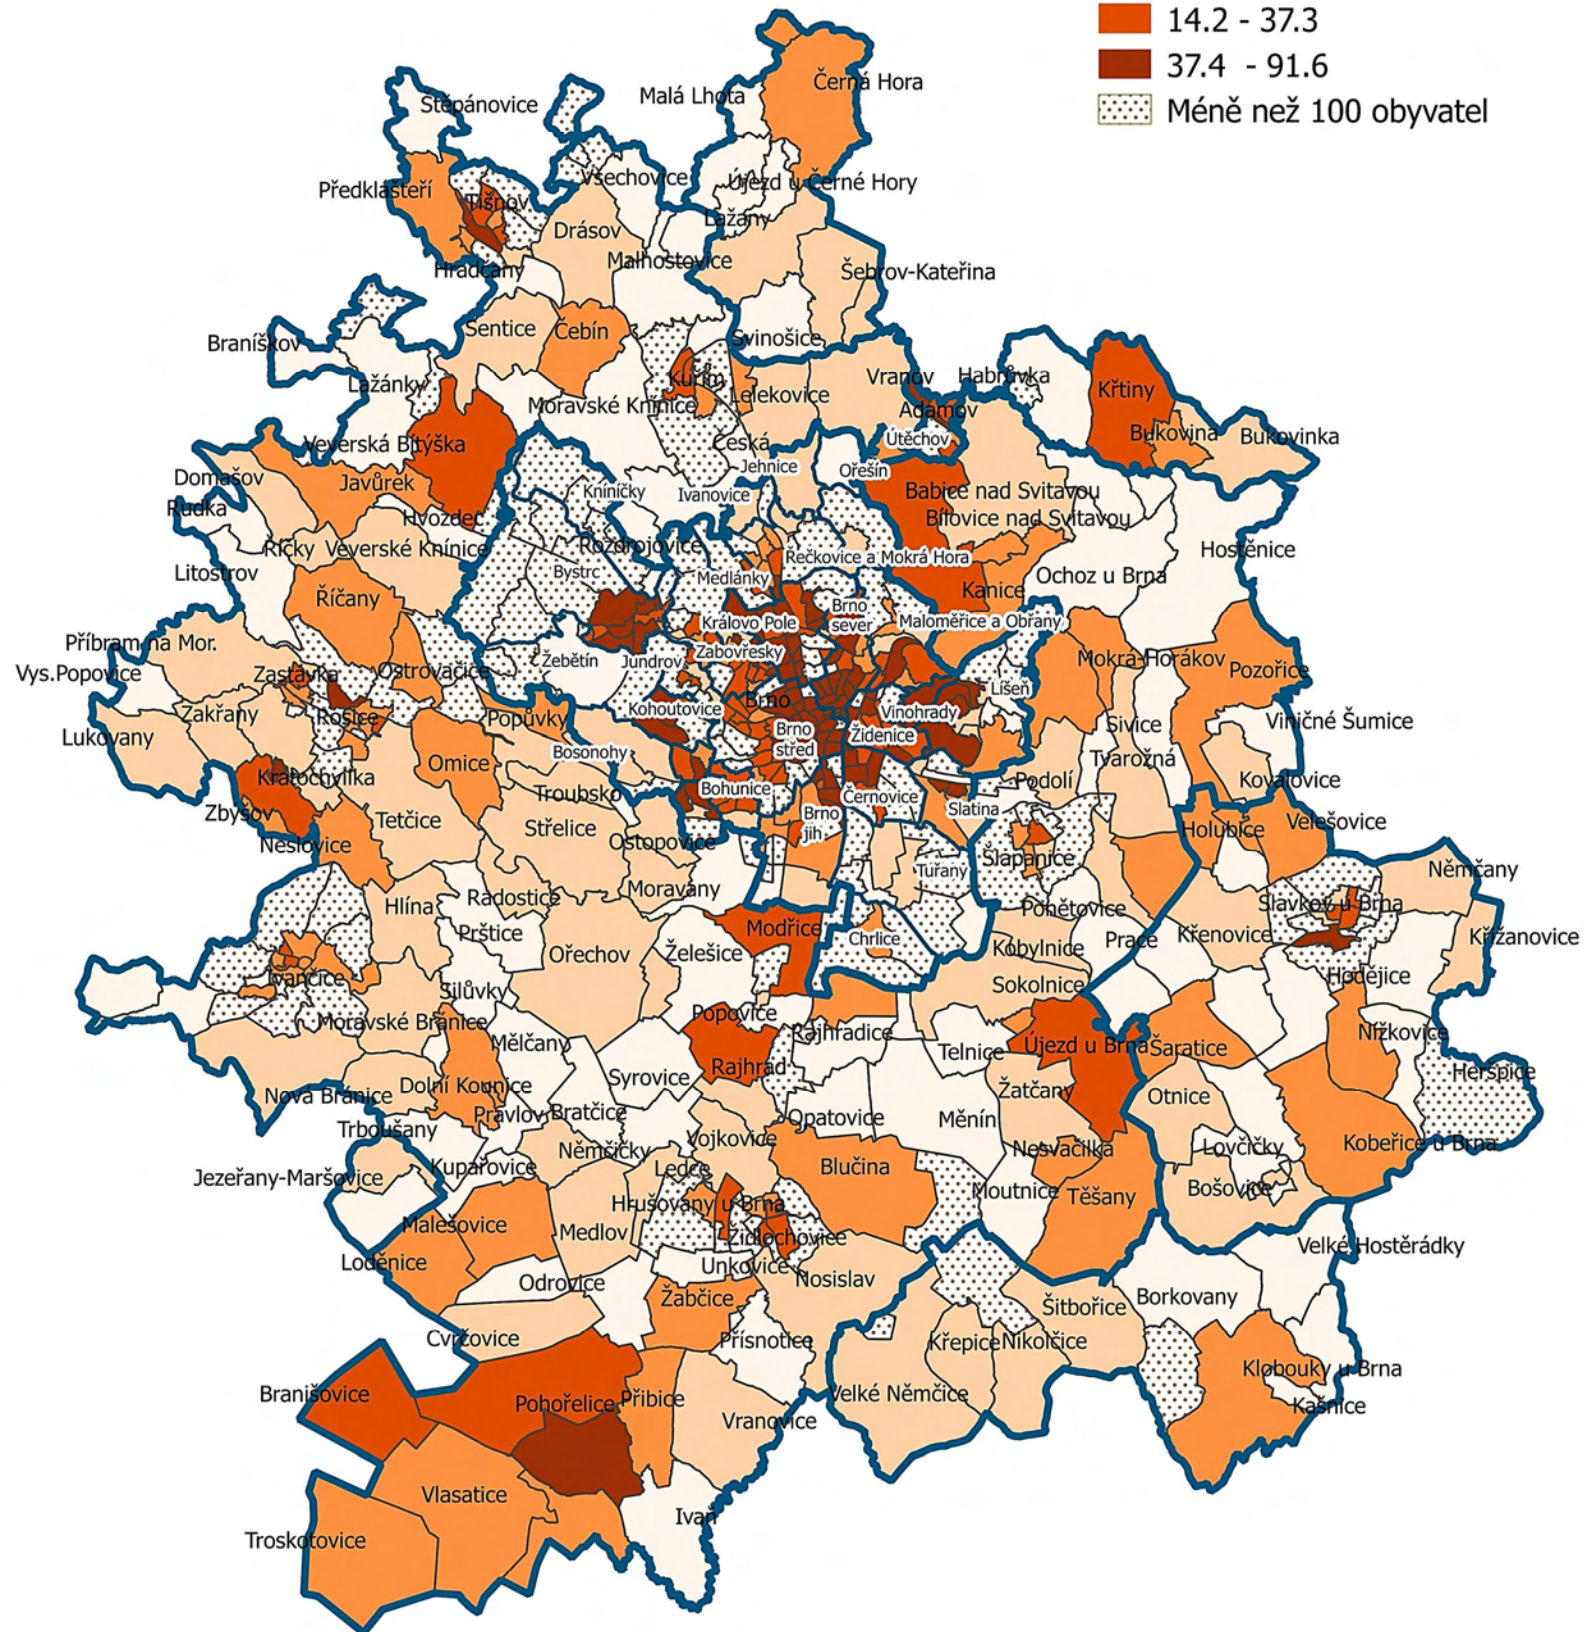 14.2 - 37.3
37.4 - 91.6
Méně než 100 obyvatel
Černá Hora
Malá Lhota
Štěpánovice
Všechovice
Újezd u Černé Hory
Předklášteří
Tišnov
Lažany
Drásov
Malhostovice
Hradčany
Šebrov-Kateřina
Sentice
Čebín
Svinošice
Braníškov
Lažánky
Kuřim
Lelekovice
Vranov
Habrůvka
Křtiny
Moravské Knínice
Adamov
Bukovina
Bukovinka
Veverská Bítýška
Česká
Útěchov
Jehnice
Ořešín
Domašov
Javůrek
Kníničky
Ivanovice
Babice nad Svitavou
Rudka
Hvozdec
Bílovice nad Svitavou
Říčky
Veverské Knínice
Rozdrojovice
Řečkovice a Mokrá Hora
Hostěnice
Litostrov
Bystrc
Medlánky
Ochoz u Brna
Kanice
Říčany
Brno
sever
Královo Pole
Maloměřice a Obřany
Příbram na Mor.
Zabovřesky
Vys.Popovice
Zastávka
Ostrovačice
Žebětín
Jundrov
Mokrá-Horákov
Pozořice
Líšeň
Brno
Zakřany
Rosice
Popůvky
Kohoutovice
Vinohrady
Sivice
Viničné Šumice
Lukovany
Bosonohy
Brno
střed
Židenice
Tvarožná
Omice
Kratochvilka
Podolí
Kovalovice
Troubsko
Bohunice
Černovice
Slatina
Zbýšov
Tetčice
Střelice
Brno
jih
Holubice
Velešovice
Neslovice
Ostopovice
Šlapanice
Tuřany
Němčany
Moravany
Hlína
Radostice
Ponětovice
Slavkov u Brna
Prštice
Modřice
Chrlice
Prace
Křenovice
Křižanovice
Ořechov
Želešice
Kobylnice
Ivančice
Silůvky
Sokolnice
Hodějice
Moravské Bránice
Popovice
Rajhradice
Nížkovice
Mělčany
Telnice
Újezd u Brna
Šaratice
Syrovice
Rajhrad
Heršpice
Nová Bránice
Dolní Kounice
Žatčany
Otnice
Pravlov
Bratčice
Opatovice
Měnín
Trboušany
Vojkovice
Němčičky
Nesvačilka
Lovčičky
Kobeřice u Brna
Kupařovice
Ledce
Blučina
Jezeřany-Maršovice
Hrušovany u Brna
Moutnice
Těšany
Bošovice
Malešovice
Medlov
Židlochovice
Velké Hostěrádky
Loděnice
Unkovice
Nosislav
Odrovice
Žabčice
Šitbořice
Borkovany
Cvrčovice
Přísnotice
Křepice
Nikolčice
Klobouky u Brna
Branišovice
Pohořelice
Přibice
Velké Němčice
Kašnice
Vranovice
Vlasatice
Ivaň
Troskotovice